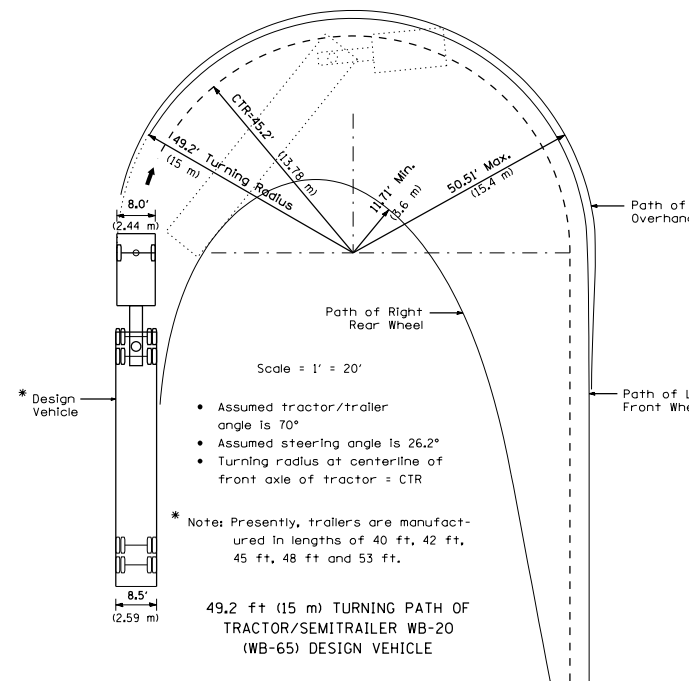 CTR=45.2'
(13.78 m)
49.2' Turning Radius
(15 m)
11.71' Min.
(3.6 m)
50.51' Max.
(15.4 m)
8.0'
(2.44 m)
Path of
Path of Right
Rear Wheel
Scale = 1' = 20'
* Design
Vehicle
Path of
• Assumed tractor/trailer
angle is 70°
• Assumed steering angle is 26.2°
• Turning radius at centerline of
front axle of tractor = CTR
* Note: Presently, trailers are manufact-
ured in lengths of 40 ft, 42 ft,
45 ft, 48 ft and 53 ft.
8.5'
(2.59 m)
49.2 ft (15 m) TURNING PATH OF
TRACTOR/SEMITRAILER WB-20
(WB-65) DESIGN VEHICLE